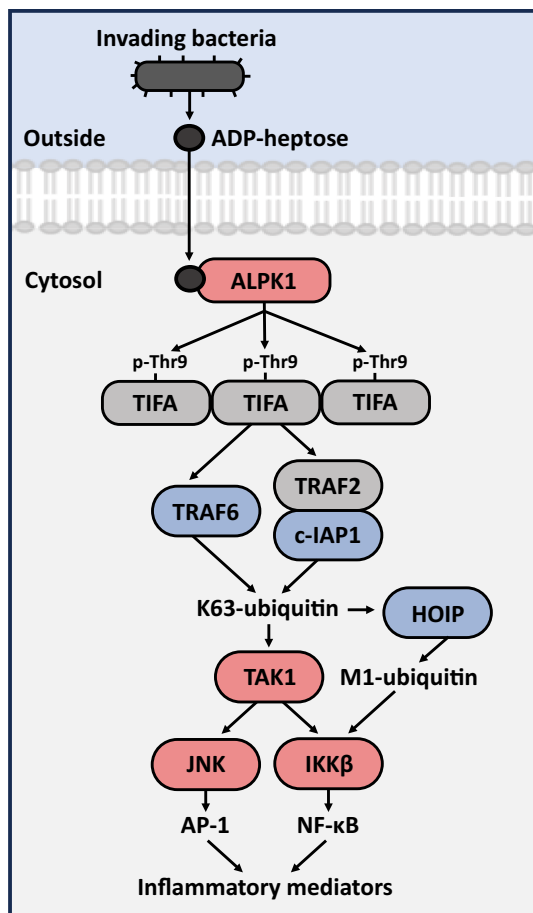 Invading bacteria
Outside
ADP-heptose
Cytosol
ALPK1
p-Thr9 p-Thr9 p-Thr9
TIFA TIFA TIFA
TRAF6
TRAF2
c-IAP1
K63-ubiquitin
HOIP
TAK1
M1-ubiquitin
JNK
IKKβ
AP-1
NF-κB
Inflammatory mediators